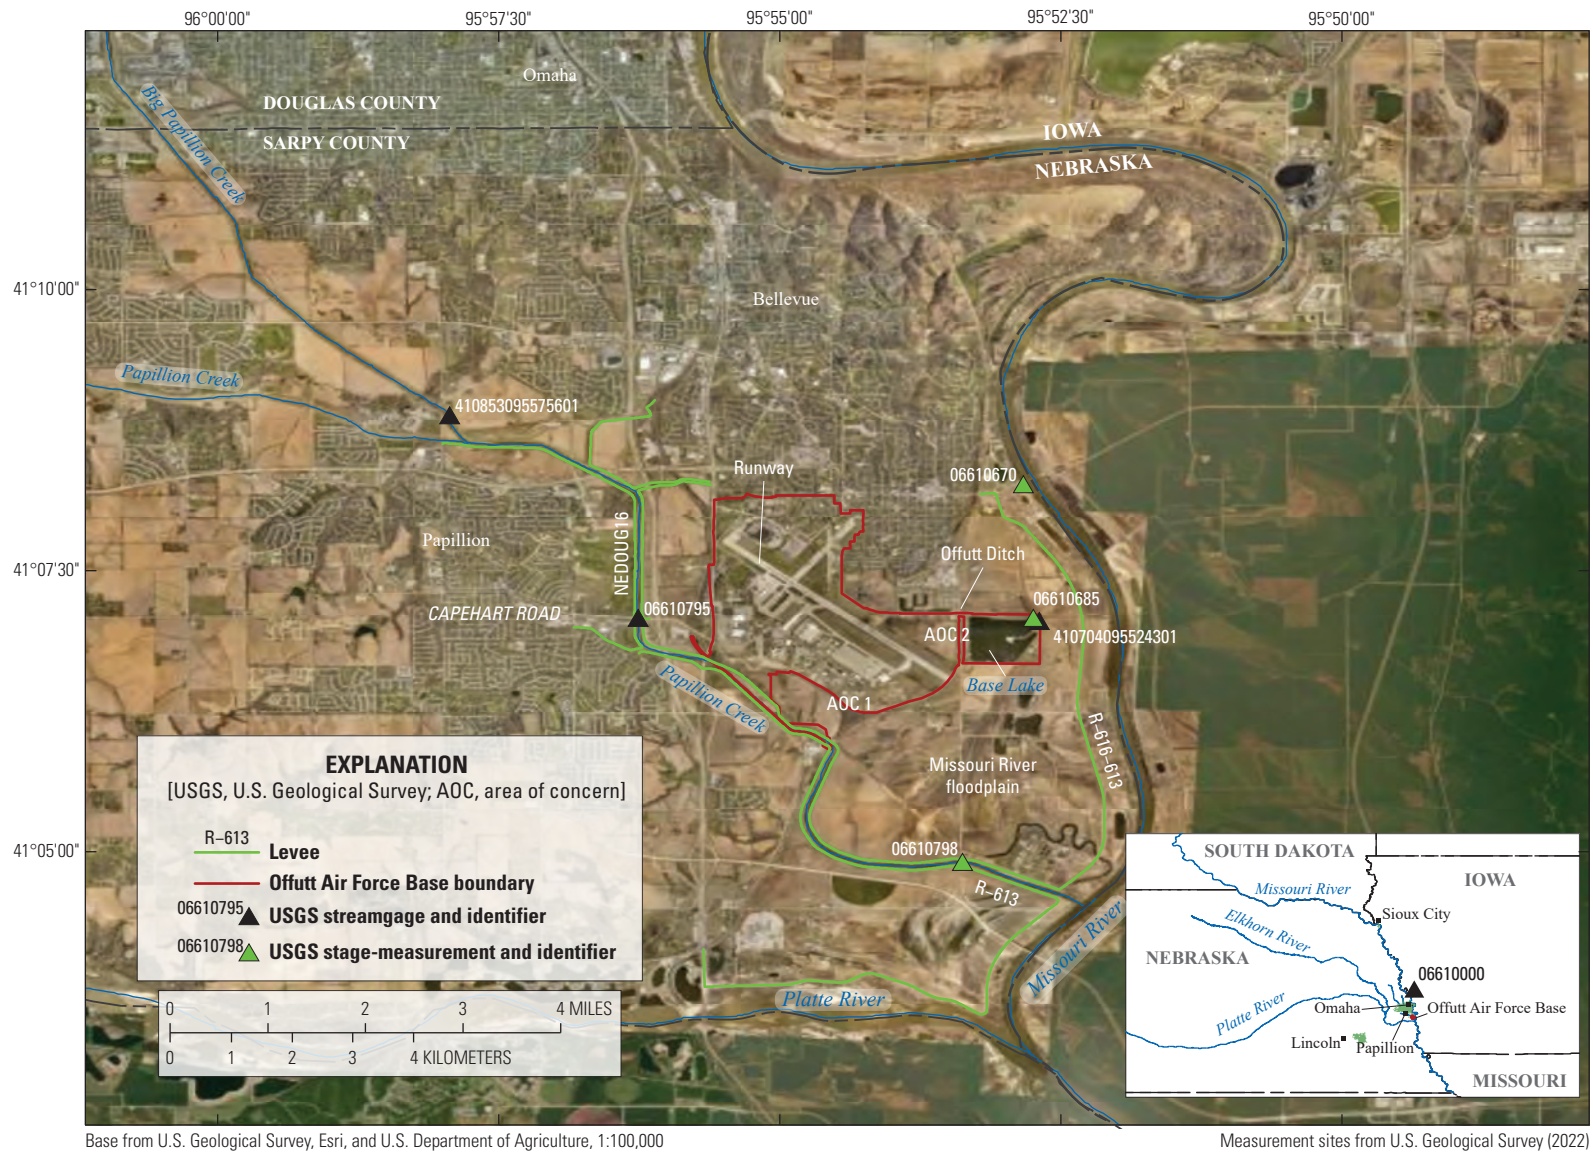 96°00'00"
95°57'30"
95°55'00"
95°52'30"
95°50'00"
Omaha
DOUGLAS COUNTY
SARPY COUNTY
Big Papillion Creek
IOWA
NEBRASKA
41°10'00"
Bellevue
Papillion Creek
410853095575601
Runway
06610670
NEDOUG16
Papillion
Offutt Ditch
41°07'30"
CAPEHART ROAD
06610795
06610685
AOC 2
410704095524301
Papillion Creek
Base Lake
AOC 1
R–616–613
Missouri River
floodplain
06610798
R–613
41°05'00"
Missouri River
Platte River
EXPLANATION
[USGS, U.S. Geological Survey; AOC, area of concern]
R–613
Levee
Offutt Air Force Base boundary
06610795
USGS streamgage and identifier
06610798
USGS stage-measurement and identifier
0 1 2 3 4 MILES
0 1 2 3 4 KILOMETERS
SOUTH DAKOTA
IOWA
Missouri River
Sioux City
Elkhorn River
NEBRASKA
06610000
Platte River
Omaha
Offutt Air Force Base
Lincoln
Papillion
MISSOURI
Base from U.S. Geological Survey, Esri, and U.S. Department of Agriculture, 1:100,000
Measurement sites from U.S. Geological Survey (2022)